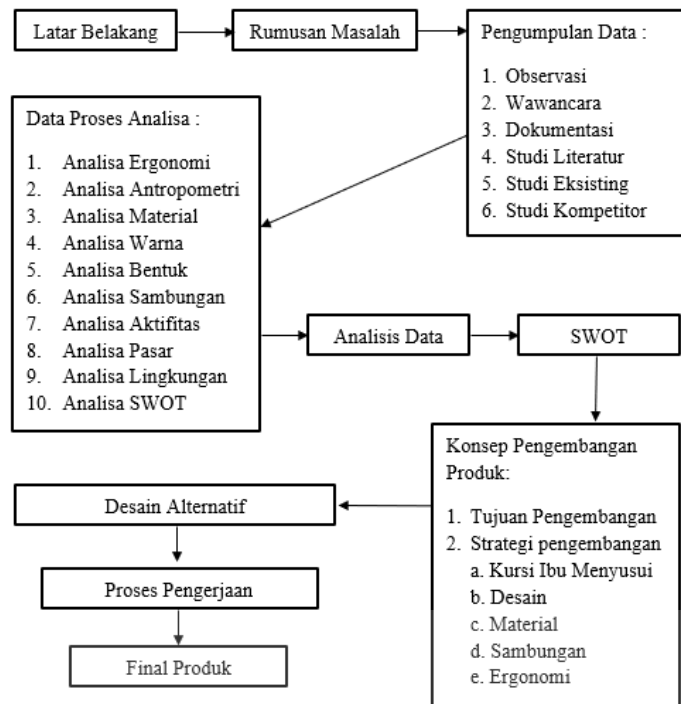 Latar Belakang
Rumusan Masalah
Pengumpulan Data :
1. Observasi
2. Wawancara
3. Dokumentasi
4. Studi Literatur
5. Studi Eksisting
6. Studi Kompetitor
Data Proses Analisa :
1. Analisa Ergonomi
2. Analisa Antropometri
3. Analisa Material
4. Analisa Warna
5. Analisa Bentuk
6. Analisa Sambungan
7. Analisa Aktifitas
8. Analisa Pasar
9. Analisa Lingkungan
10. Analisa SWOT
Analisis Data
SWOT
Konsep Pengembangan
Produk:
1. Tujuan Pengembangan
2. Strategi pengembangan
a. Kursi Ibu Menyusui
b. Desain
c. Material
d. Sambungan
e. Ergonomi
Desain Alternatif
Proses Pengerjaan
Final Produk